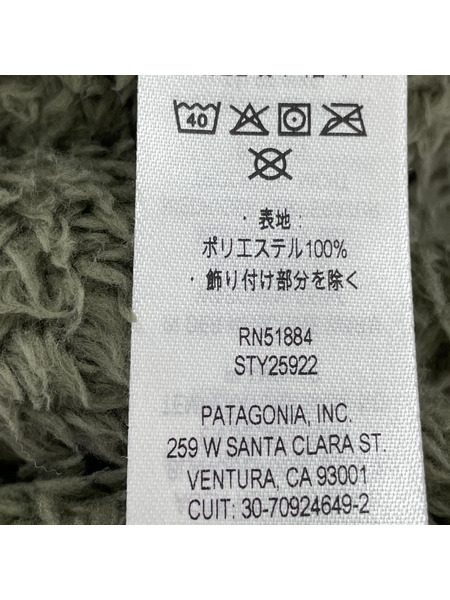 40
・表地：
ポリエステル100%
・飾り付け部分を除く
RN51884
STY25922
PATAGONIA, INC.
259 W SANTA CLARA ST.
VENTURA, CA 93001
CUIT: 30-70924649-2